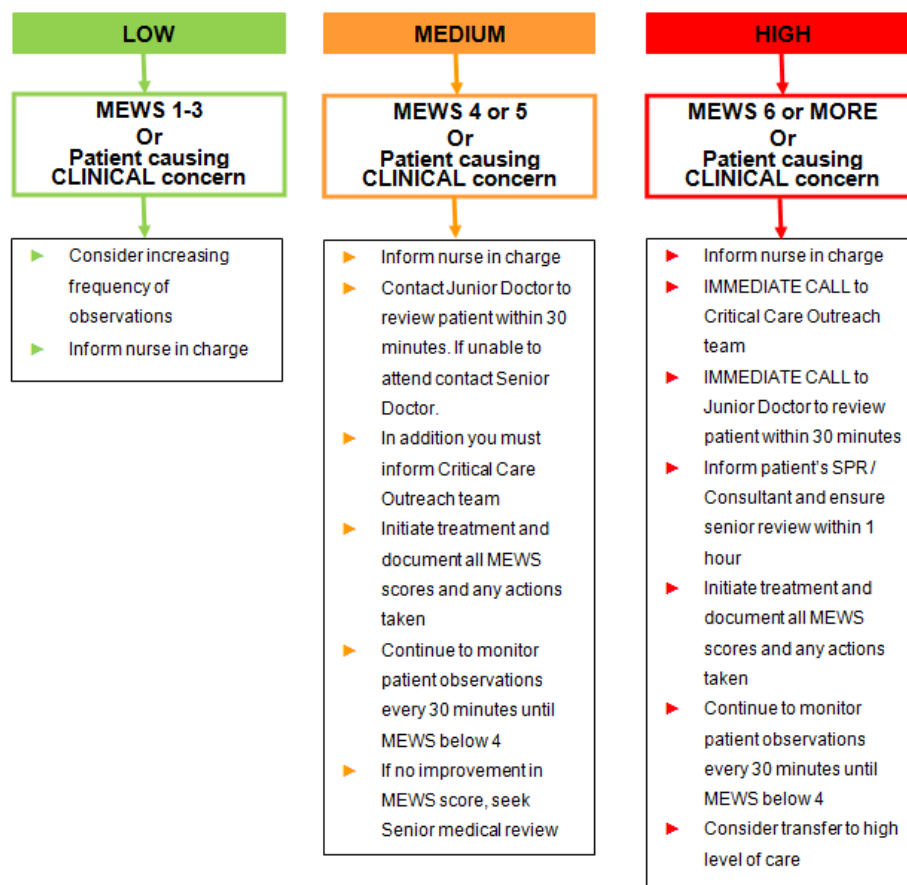 LOW
MEWS 1-3
Or
Patient causing
CLINICAL concern
Consider increasing
frequency of
observations
Inform nurse in charge
MEDIUM
MEWS 4 or 5
Or
Patient causing
CLINICAL concern
Inform nurse in charge
Contact Junior Doctor to
review patient within 30
minutes. If unable to
attend contact Senior
Doctor.
In addition you must
inform Critical Care
Outreach team
Initiate treatment and
document all MEWS
scores and any actions
taken
Continue to monitor
patient observations
every 30 minutes until
MEWS below 4
If no improvement in
MEWS score, seek
Senior medical review
HIGH
MEWS 6 or MORE
Or
Patient causing
CLINICAL concern
Inform nurse in charge
IMMEDIATE CALL to
Critical Care Outreach
team
IMMEDIATE CALL to
Junior Doctor to review
patient within 30 minutes
Inform patient's SPR /
Consultant and ensure
senior review within 1
hour
Initiate treatment and
document all MEWS
scores and any actions
taken
Continue to monitor
patient observations
every 30 minutes until
MEWS below 4
Consider transfer to high
level of care